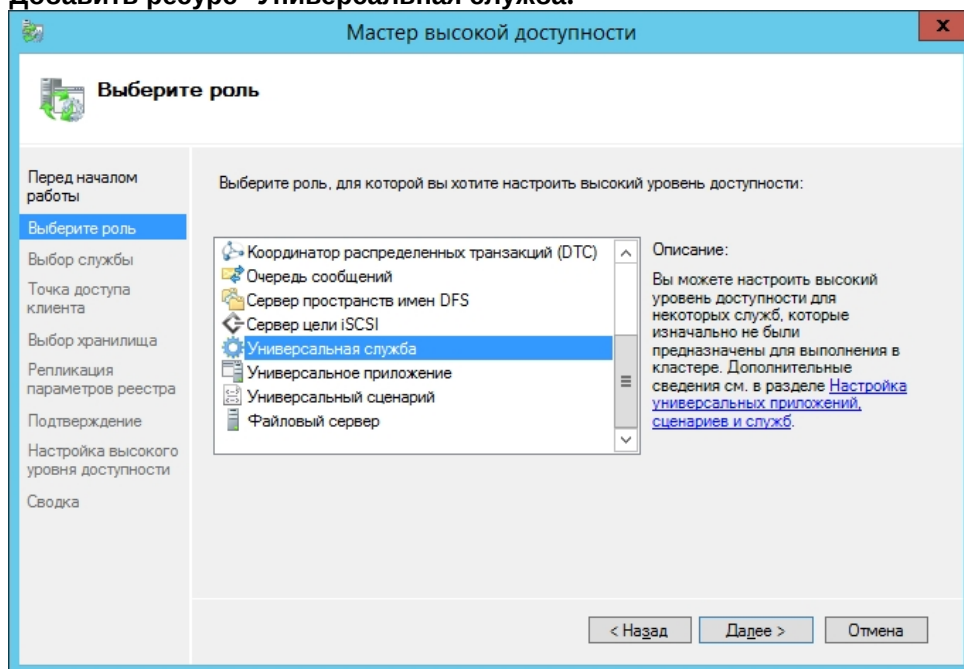 Добавить ресурс "Универсальная служба.
Мастер высокой доступности
x
Выберите роль
Перед началом
работы
Выберите роль
Выбор службы
Точка доступа
клиента
Выбор хранилища
Репликация
параметров реестра
Подтверждение
Настройка высокого
уровня доступности
Сводка
Выберите роль, для которой вы хотите настроить высокий уровень доступности:
Координатор распределенных транзакций (DTC)
Очередь сообщений
Сервер пространств имен DFS
Сервер цели iSCSI
Универсальная служба
Универсальное приложение
Универсальный сценарий
Файловый сервер
Описание:
Вы можете настроить высокий
уровень доступности для
некоторых служб, которые
изначально не были
предназначены для выполнения в
кластере. Дополнительные
сведения см. в разделе Настройка
универсальных приложений,
сценариев и служб.
< Назад
Далее >
Отмена